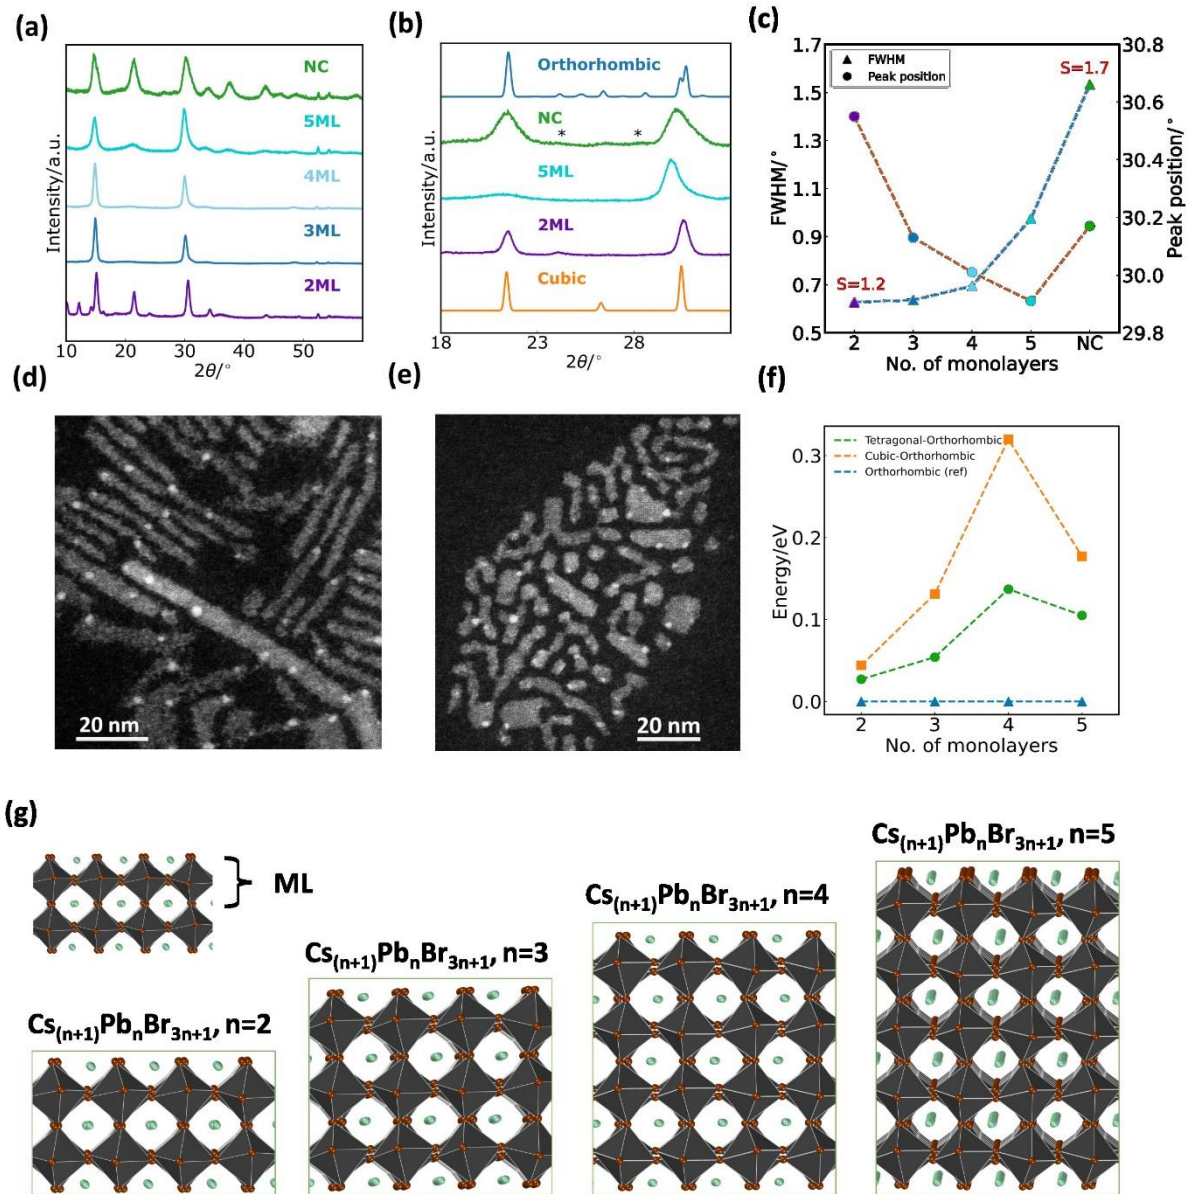 (a)
NC
5ML
4ML
3ML
2ML
Intensity/a.u.
10 20 30 40 50
2θ/°
(b)
Orthorhombic
NC
* *
5ML
2ML
Cubic
Intensity/a.u.
18 23 28
2θ/°
(c)
FWHM
Peak position
S=1.7
S=1.2
FWHM/°
1.7
1.5
1.3
1.1
0.9
0.7
0.5
30.8
30.6
30.4
30.2
30.0
29.8
Peak position/°
2 3 4 5 NC
No. of monolayers
(d)
20 nm
(e)
20 nm
(f)
Tetragonal-Orthorhombic
Cubic-Orthorhombic
Orthorhombic (ref)
Energy/eV
0.3
0.2
0.1
0.0
2 3 4 5
No. of monolayers
(g)
ML
Cs(n+1)PbnBr3n+1, n=2
Cs(n+1)PbnBr3n+1, n=3
Cs(n+1)PbnBr3n+1, n=4
Cs(n+1)PbnBr3n+1, n=5